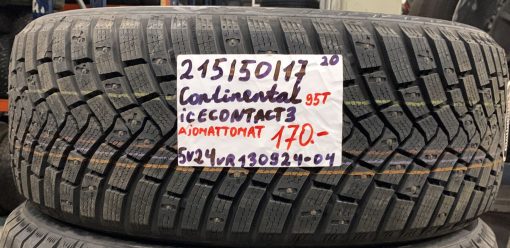 215/50/17 20
Continental 95T
iCECONTACT3
AJOMATTOMAT 170.-
SV24 VR130924-04